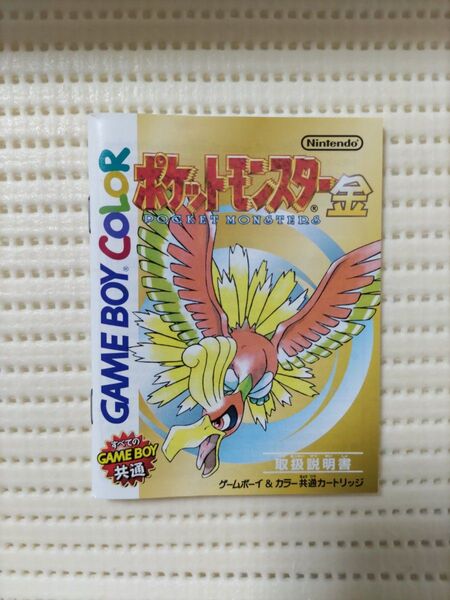 Nintendo
ポケットモンスター金
®
POCKET MONSTERS
GAME BOY COLOR
すべての
GAME BOY
共通
取扱説明書
ゲームボーイ&カラー共通カートリッジ